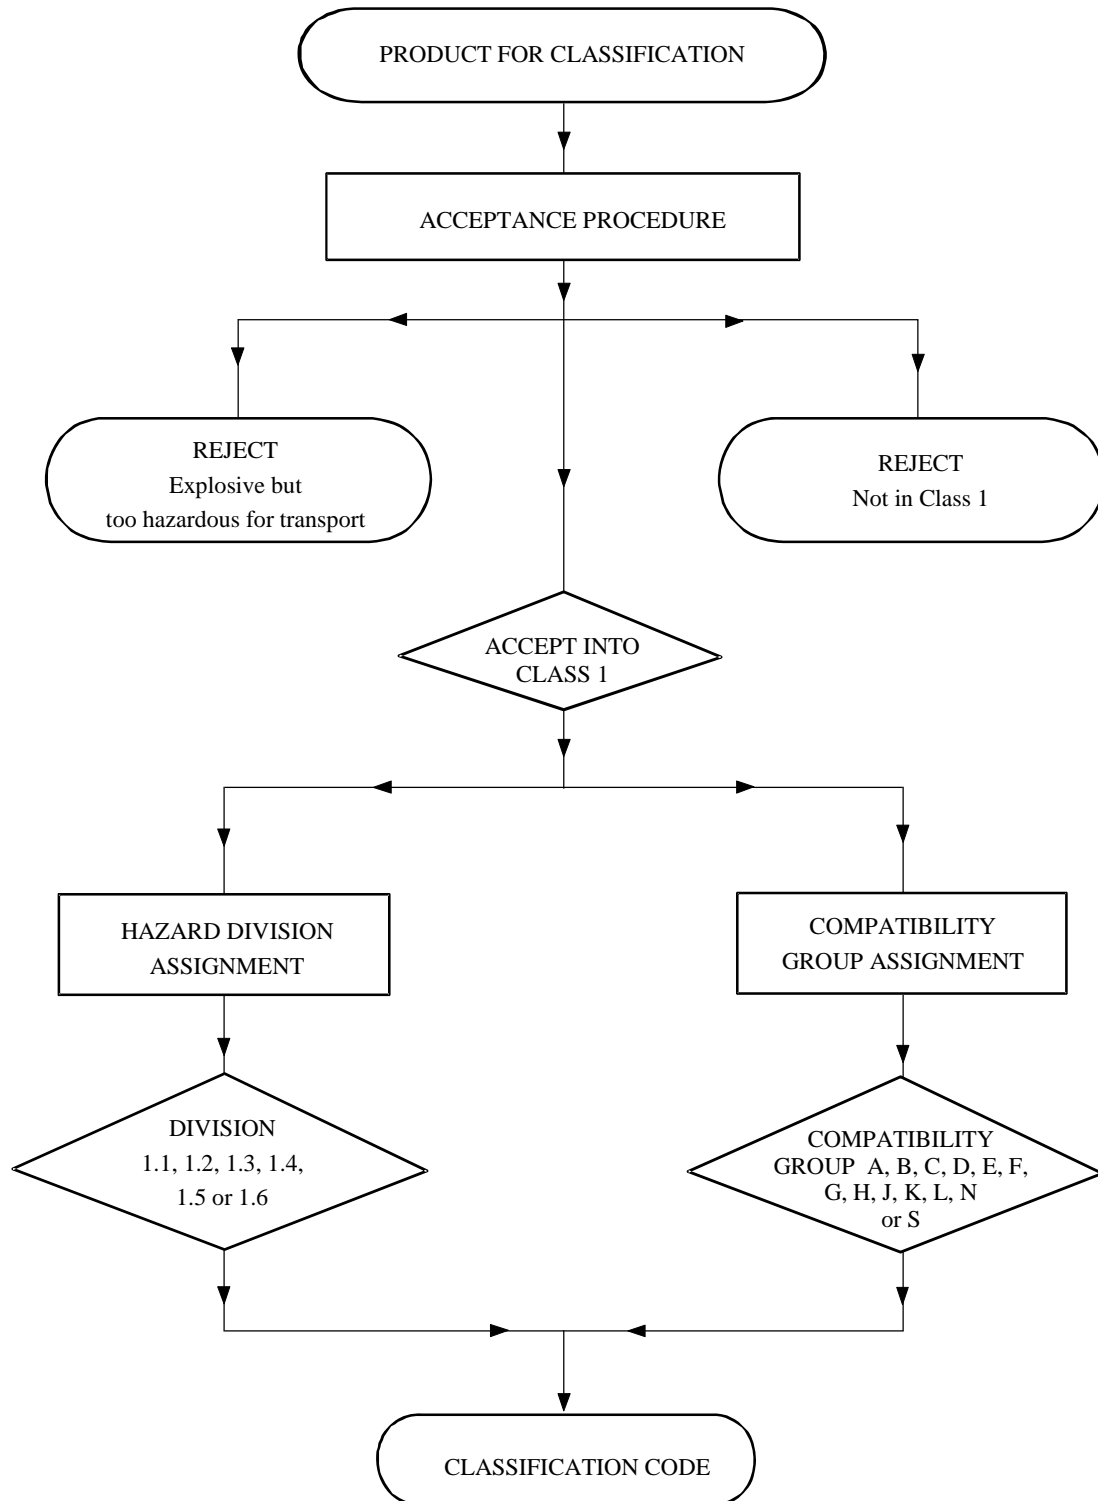 PRODUCT FOR CLASSIFICATION
ACCEPTANCE PROCEDURE
REJECT
Explosive but
too hazardous for transport
REJECT
Not in Class 1
ACCEPT INTO
CLASS 1
HAZARD DIVISION
ASSIGNMENT
COMPATIBILITY
GROUP ASSIGNMENT
DIVISION
1.1, 1.2, 1.3, 1.4,
1.5 or 1.6
COMPATIBILITY
GROUP A, B, C, D, E, F,
G, H, J, K, L, N
or S
CLASSIFICATION CODE